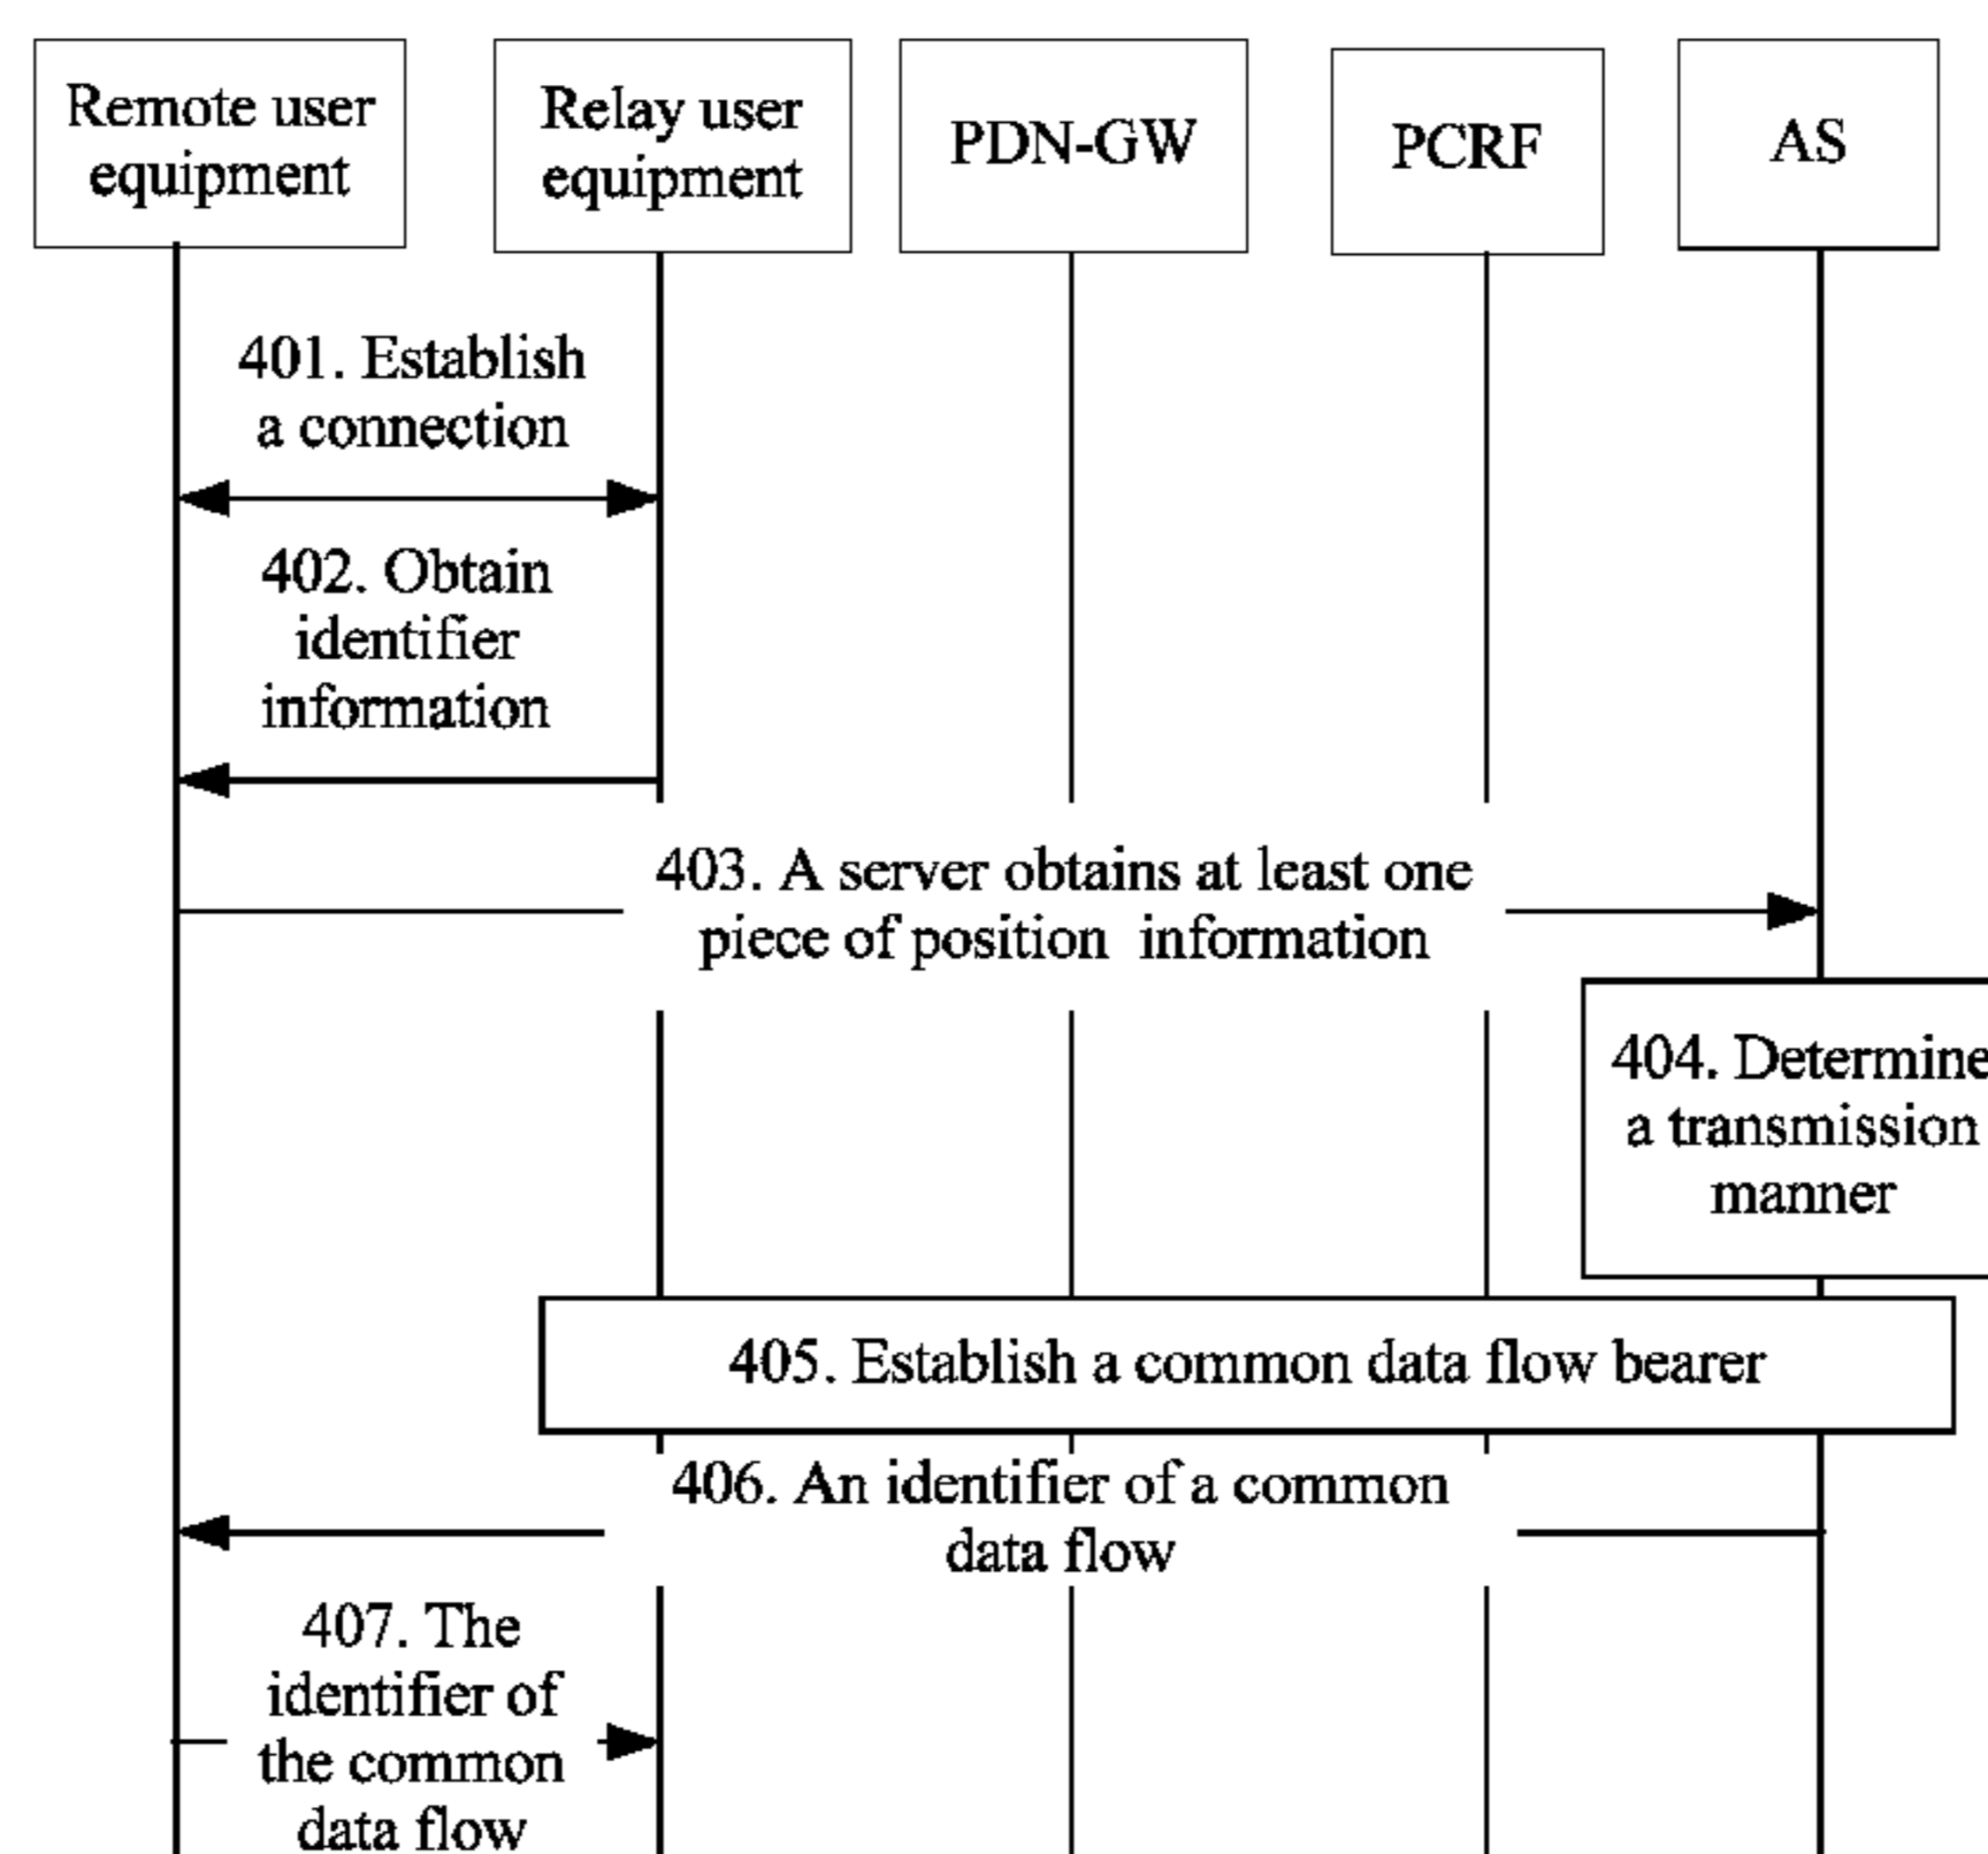 Remote user
equipment
Relay user
equipment
PDN-GW
PCRF
AS
401. Establish
a connection
402. Obtain
identifier
information
403. A server obtains at least one
piece of position information
404. Determine
a transmission
manner
405. Establish a common data flow bearer
406. An identifier of a common
data flow
407. The
identifier of
the common
data flow